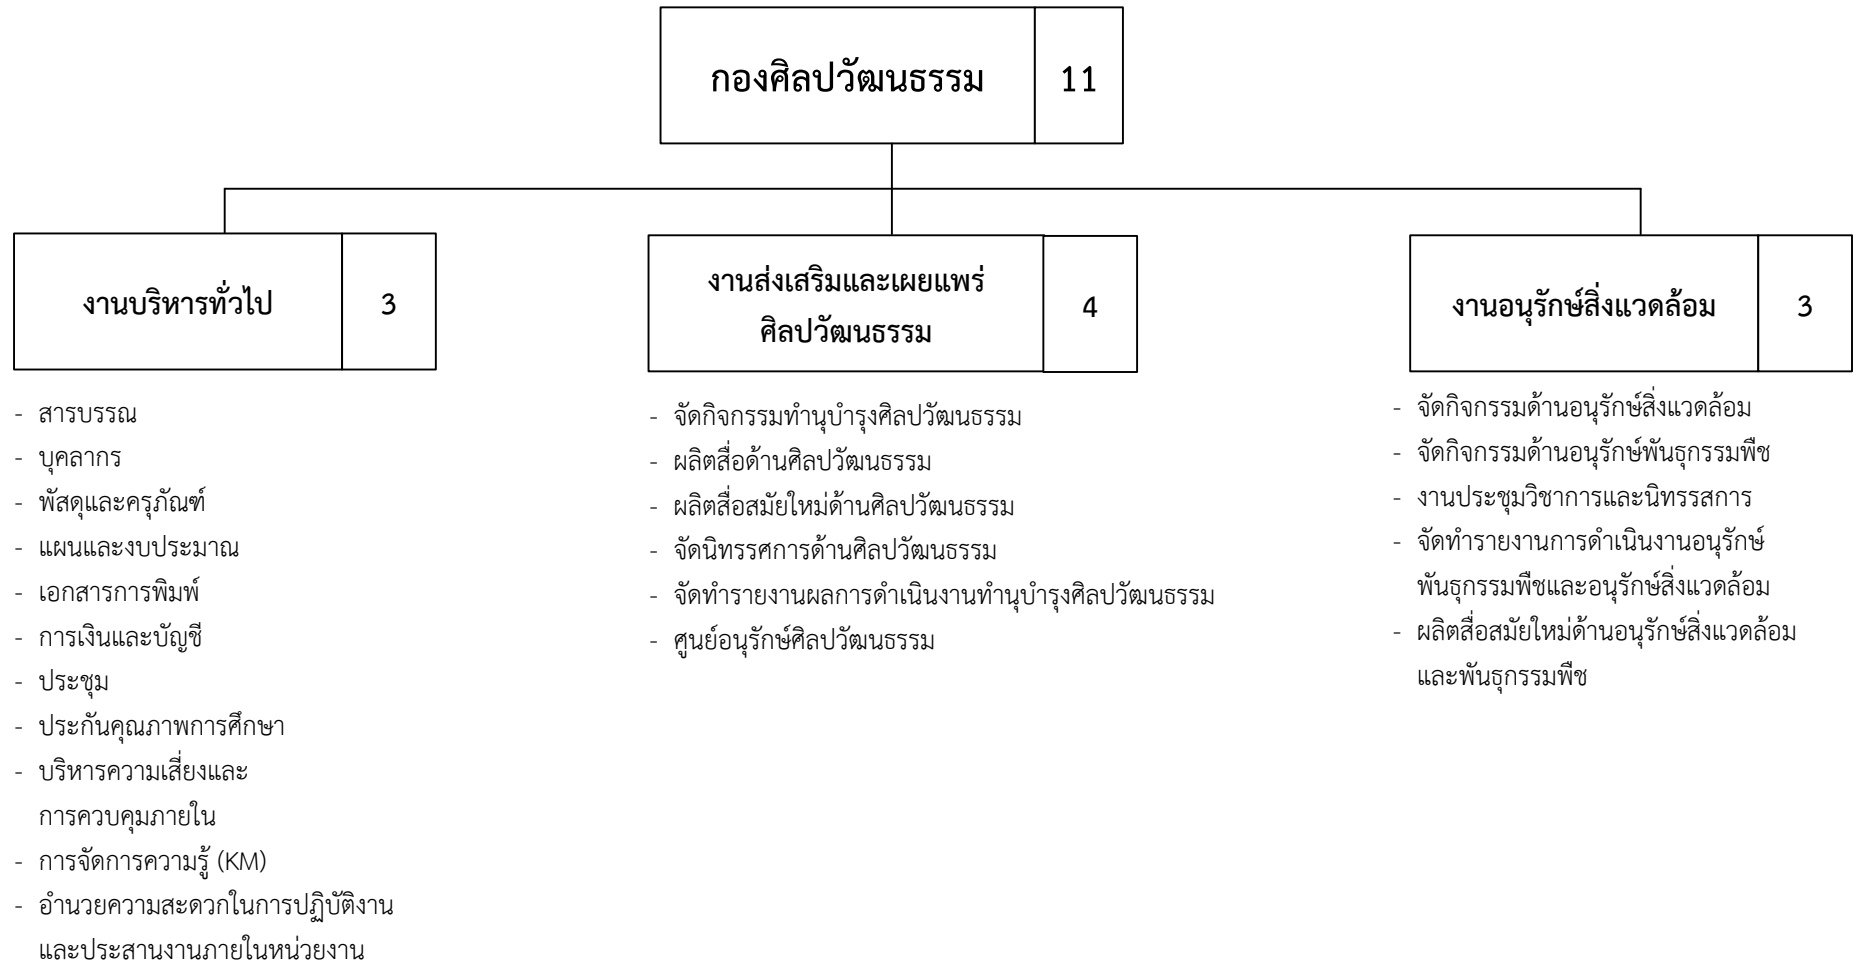 กองศิลปวัฒนธรรม 11
งานบริหารทั่วไป 3
- สารบรรณ
- บุคลากร
- พัสดุและครุภัณฑ์
- แผนและงบประมาณ
- เอกสารการพิมพ์
- การเงินและบัญชี
- ประชุม
- ประกันคุณภาพการศึกษา
- บริหารความเสี่ยงและ
การควบคุมภายใน
- การจัดการความรู้ (KM)
- อำนวยความสะดวกในการปฏิบัติงาน
และประสานงานภายในหน่วยงาน
งานส่งเสริมและเผยแพร่
ศิลปวัฒนธรรม
4
- จัดกิจกรรมทำนุบำรุงศิลปวัฒนธรรม
- ผลิตสื่อด้านศิลปวัฒนธรรม
- ผลิตสื่อสมัยใหม่ด้านศิลปวัฒนธรรม
- จัดนิทรรศการด้านศิลปวัฒนธรรม
- จัดทำรายงานผลการดำเนินงานทำนุบำรุงศิลปวัฒนธรรม
- ศูนย์อนุรักษ์ศิลปวัฒนธรรม
งานอนุรักษ์สิ่งแวดล้อม 3
- จัดกิจกรรมด้านอนุรักษ์สิ่งแวดล้อม
- จัดกิจกรรมด้านอนุรักษ์พันธุกรรมพืช
- งานประชุมวิชาการและนิทรรสการ
- จัดทำรายงานการดำเนินงานอนุรักษ์
พันธุกรรมพืชและอนุรักษ์สิ่งแวดล้อม
- ผลิตสื่อสมัยใหม่ด้านอนุรักษ์สิ่งแวดล้อม
และพันธุกรรมพืช